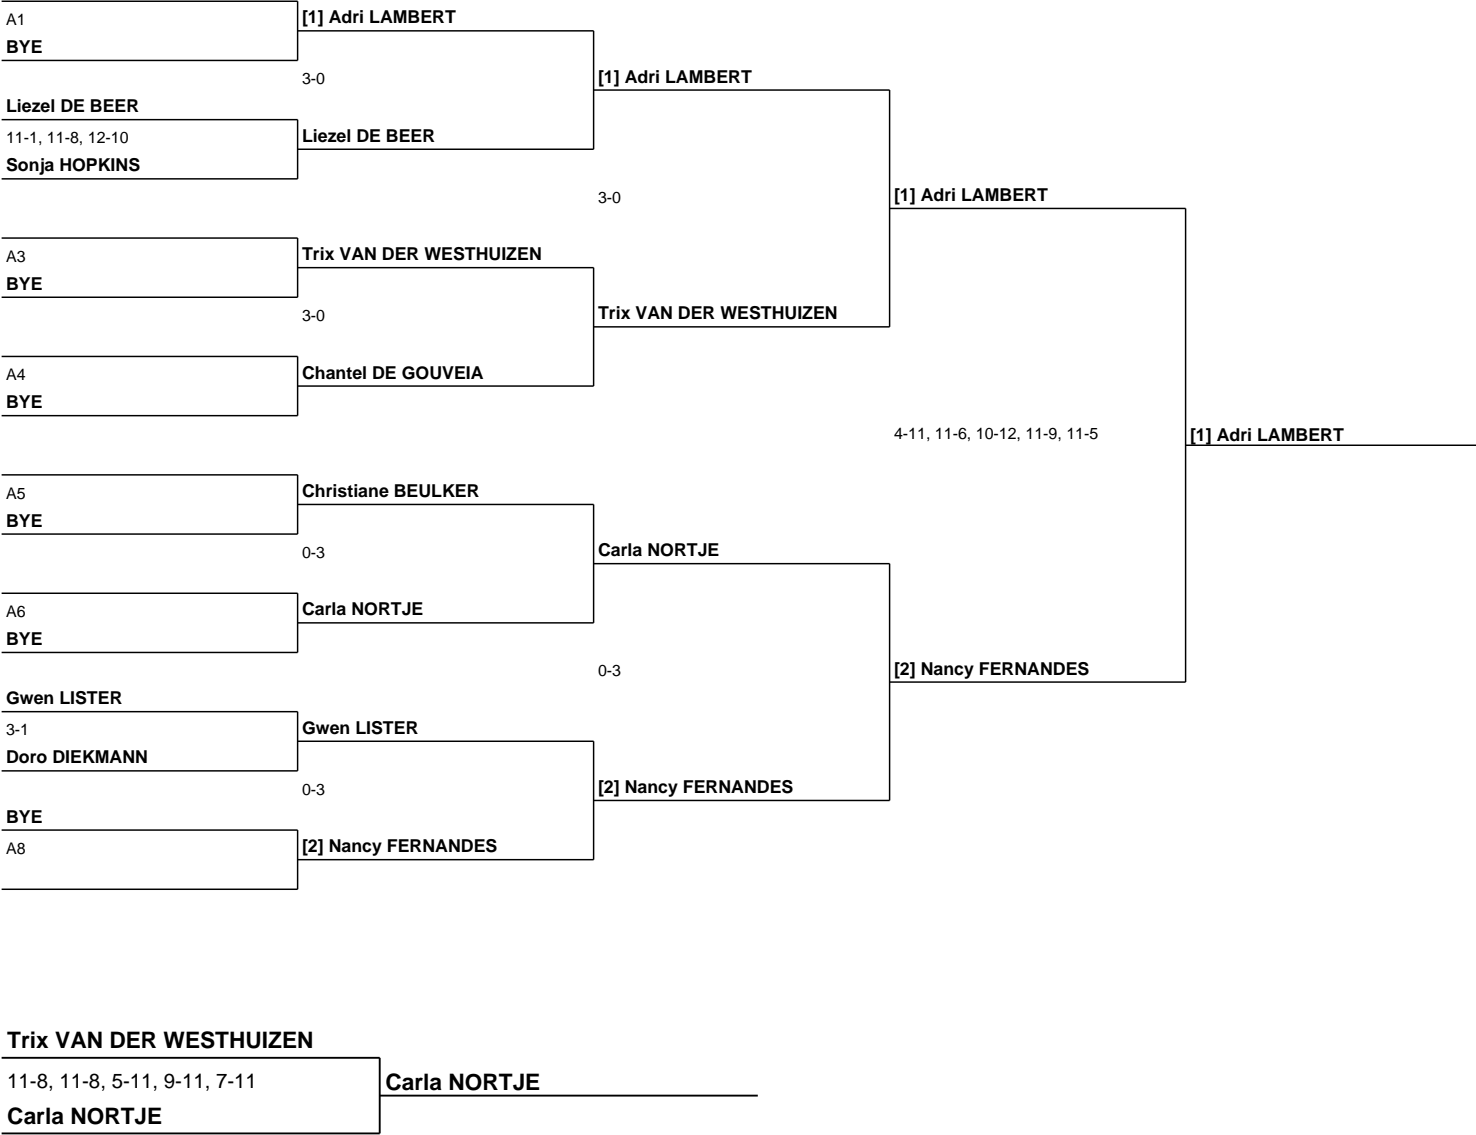 A1
BYE
[1] Adri LAMBERT
3-0
[1] Adri LAMBERT
Liezel DE BEER
11-1, 11-8, 12-10
Sonja HOPKINS
Liezel DE BEER
3-0
[1] Adri LAMBERT
A3
BYE
Trix VAN DER WESTHUIZEN
3-0
Trix VAN DER WESTHUIZEN
A4
BYE
Chantel DE GOUVEIA
4-11, 11-6, 10-12, 11-9, 11-5
[1] Adri LAMBERT
A5
BYE
Christiane BEULKER
0-3
Carla NORTJE
A6
BYE
Carla NORTJE
0-3
[2] Nancy FERNANDES
Gwen LISTER
3-1
Doro DIEKMANN
Gwen LISTER
0-3
[2] Nancy FERNANDES
BYE
A8
[2] Nancy FERNANDES
Trix VAN DER WESTHUIZEN
11-8, 11-8, 5-11, 9-11, 7-11
Carla NORTJE
Carla NORTJE